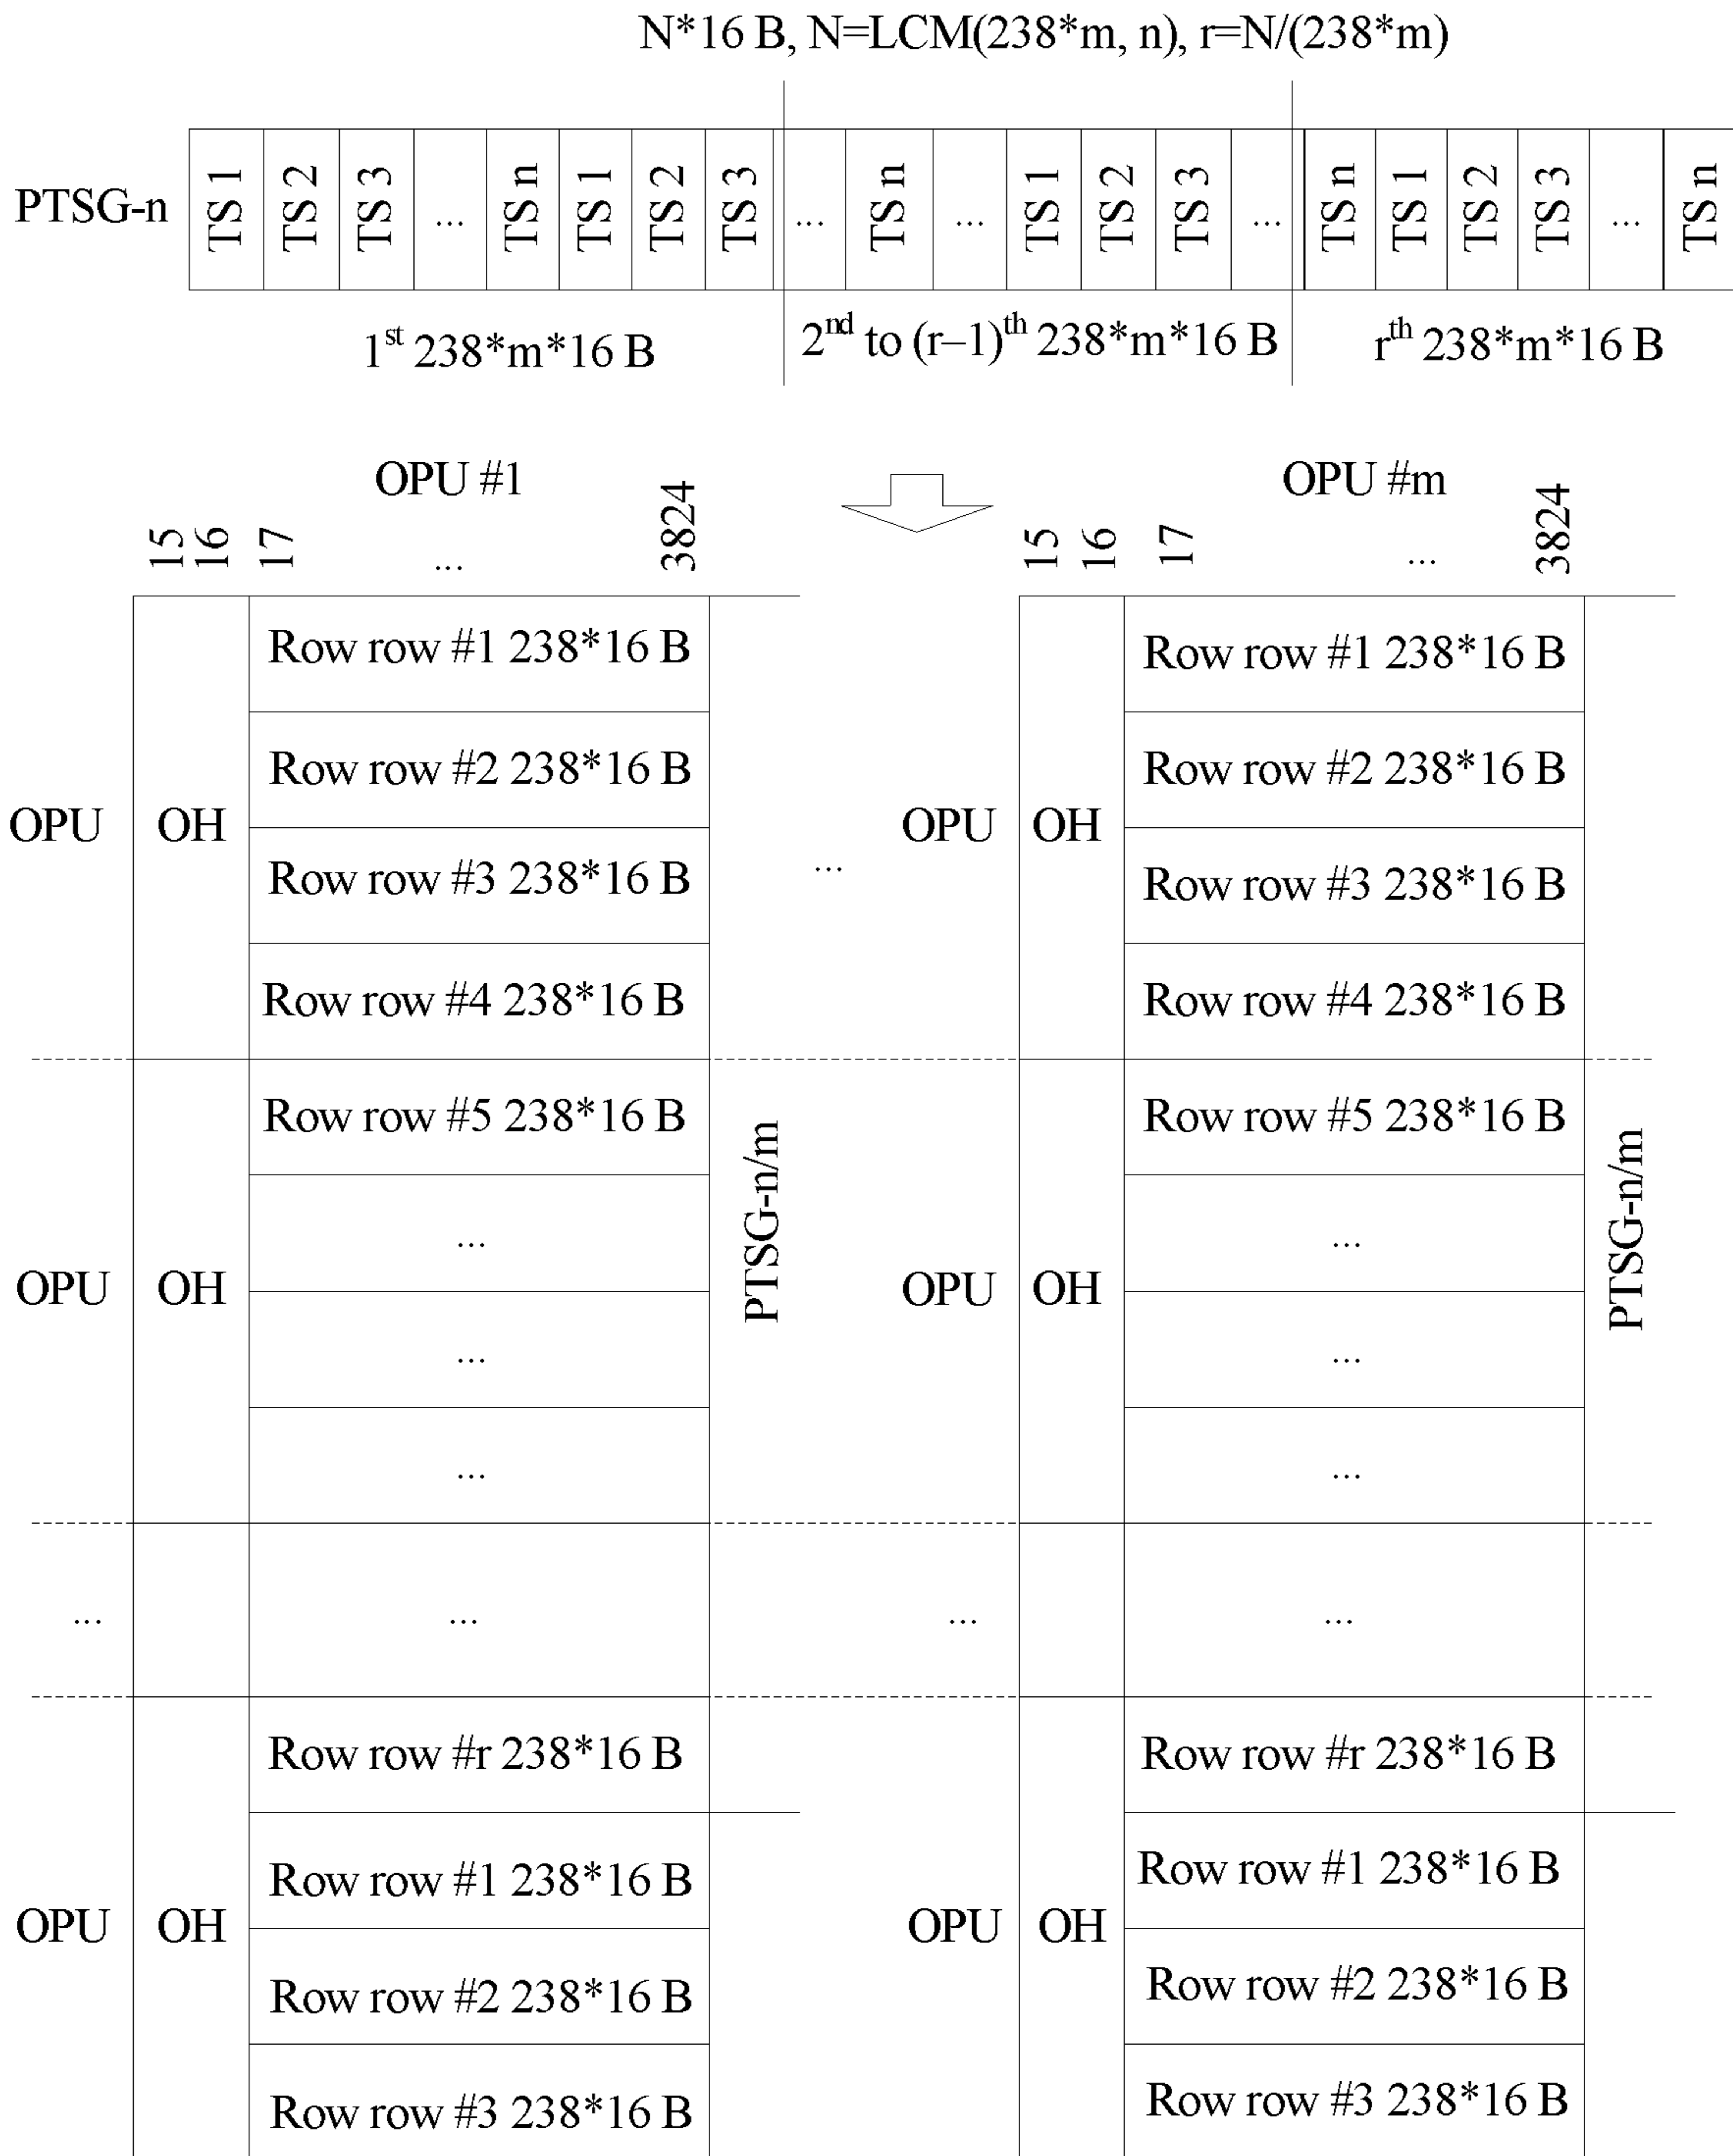 N*16 B, N=LCM(238*m, n), r=N/(238*m)
PTSG-n TS 1 TS 2 TS 3 ... TS n TS 1 TS 2 TS 3 ... TS n ... TS 1 TS 2 TS 3 ... TS n TS 1 TS 2 TS 3 ... TS n
1st 238*m*16 B 2nd to (r–1)th 238*m*16 B rth 238*m*16 B
OPU #1 OPU #m
15 16 17 ... 3824 15 16 17 ... 3824
Row row #1 238*16 B Row row #1 238*16 B
Row row #2 238*16 B Row row #2 238*16 B
OPU OH ... OPU OH
Row row #3 238*16 B Row row #3 238*16 B
Row row #4 238*16 B Row row #4 238*16 B
Row row #5 238*16 B Row row #5 238*16 B
PTSG-n/m PTSG-n/m
... ...
OPU OH OPU OH
... ...
... ...
... ... ... ...
Row row #r 238*16 B Row row #r 238*16 B
Row row #1 238*16 B Row row #1 238*16 B
OPU OH OPU OH
Row row #2 238*16 B Row row #2 238*16 B
Row row #3 238*16 B Row row #3 238*16 B